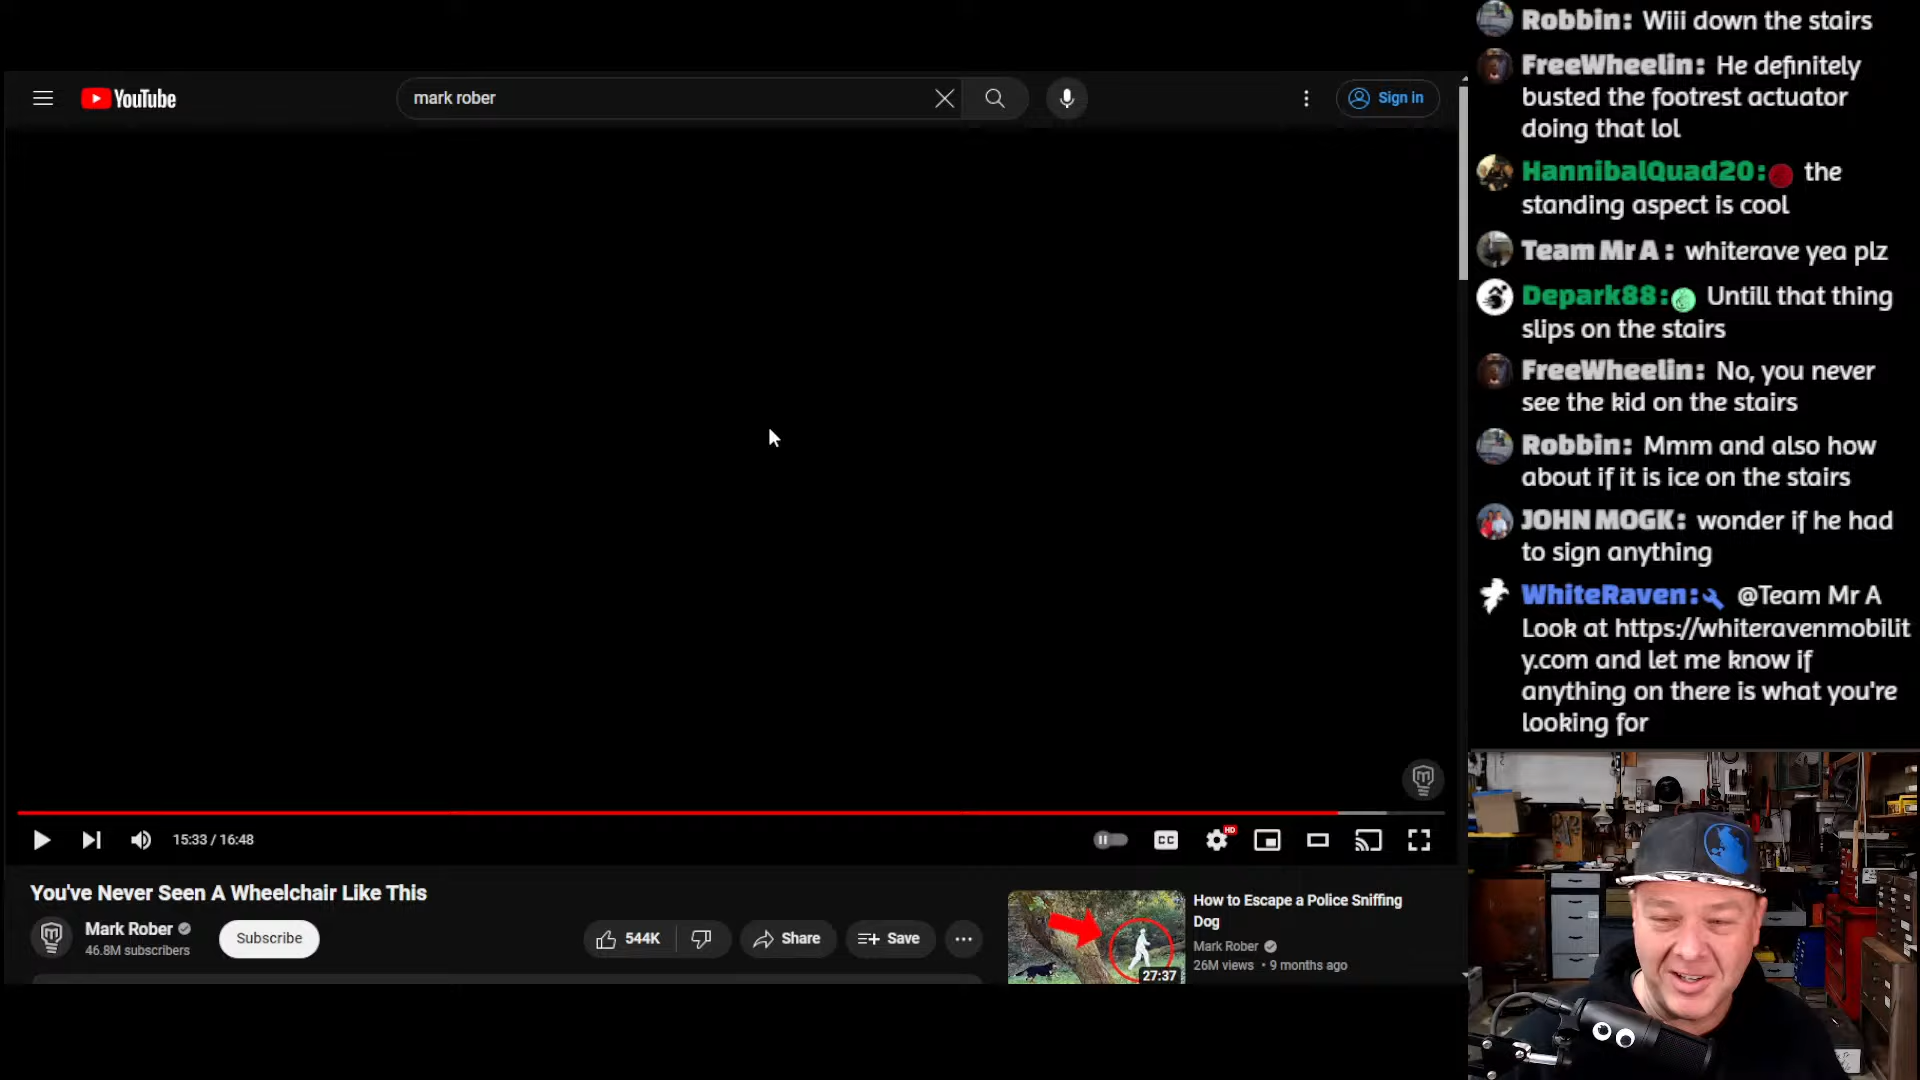 YouTube
mark rober
Sign in
15:33 / 16:48
CC
HD
You've Never Seen A Wheelchair Like This
Mark Rober
46.8M subscribers
Subscribe
544K
Share
Save
How to Escape a Police Sniffing
Dog
Mark Rober
26M views • 9 months ago
27:37
Robbin: Wiii down the stairs
FreeWheelin: He definitely
busted the footrest actuator
doing that lol
HannibalQuad20: the
standing aspect is cool
Team Mr A : whiterave yea plz
Depark88: Untill that thing
slips on the stairs
FreeWheelin: No, you never
see the kid on the stairs
Robbin: Mmm and also how
about if it is ice on the stairs
JOHN MOGK: wonder if he had
to sign anything
WhiteRaven: @Team Mr A
Look at https://whiteravenmobilit
y.com and let me know if
anything on there is what you're
looking for